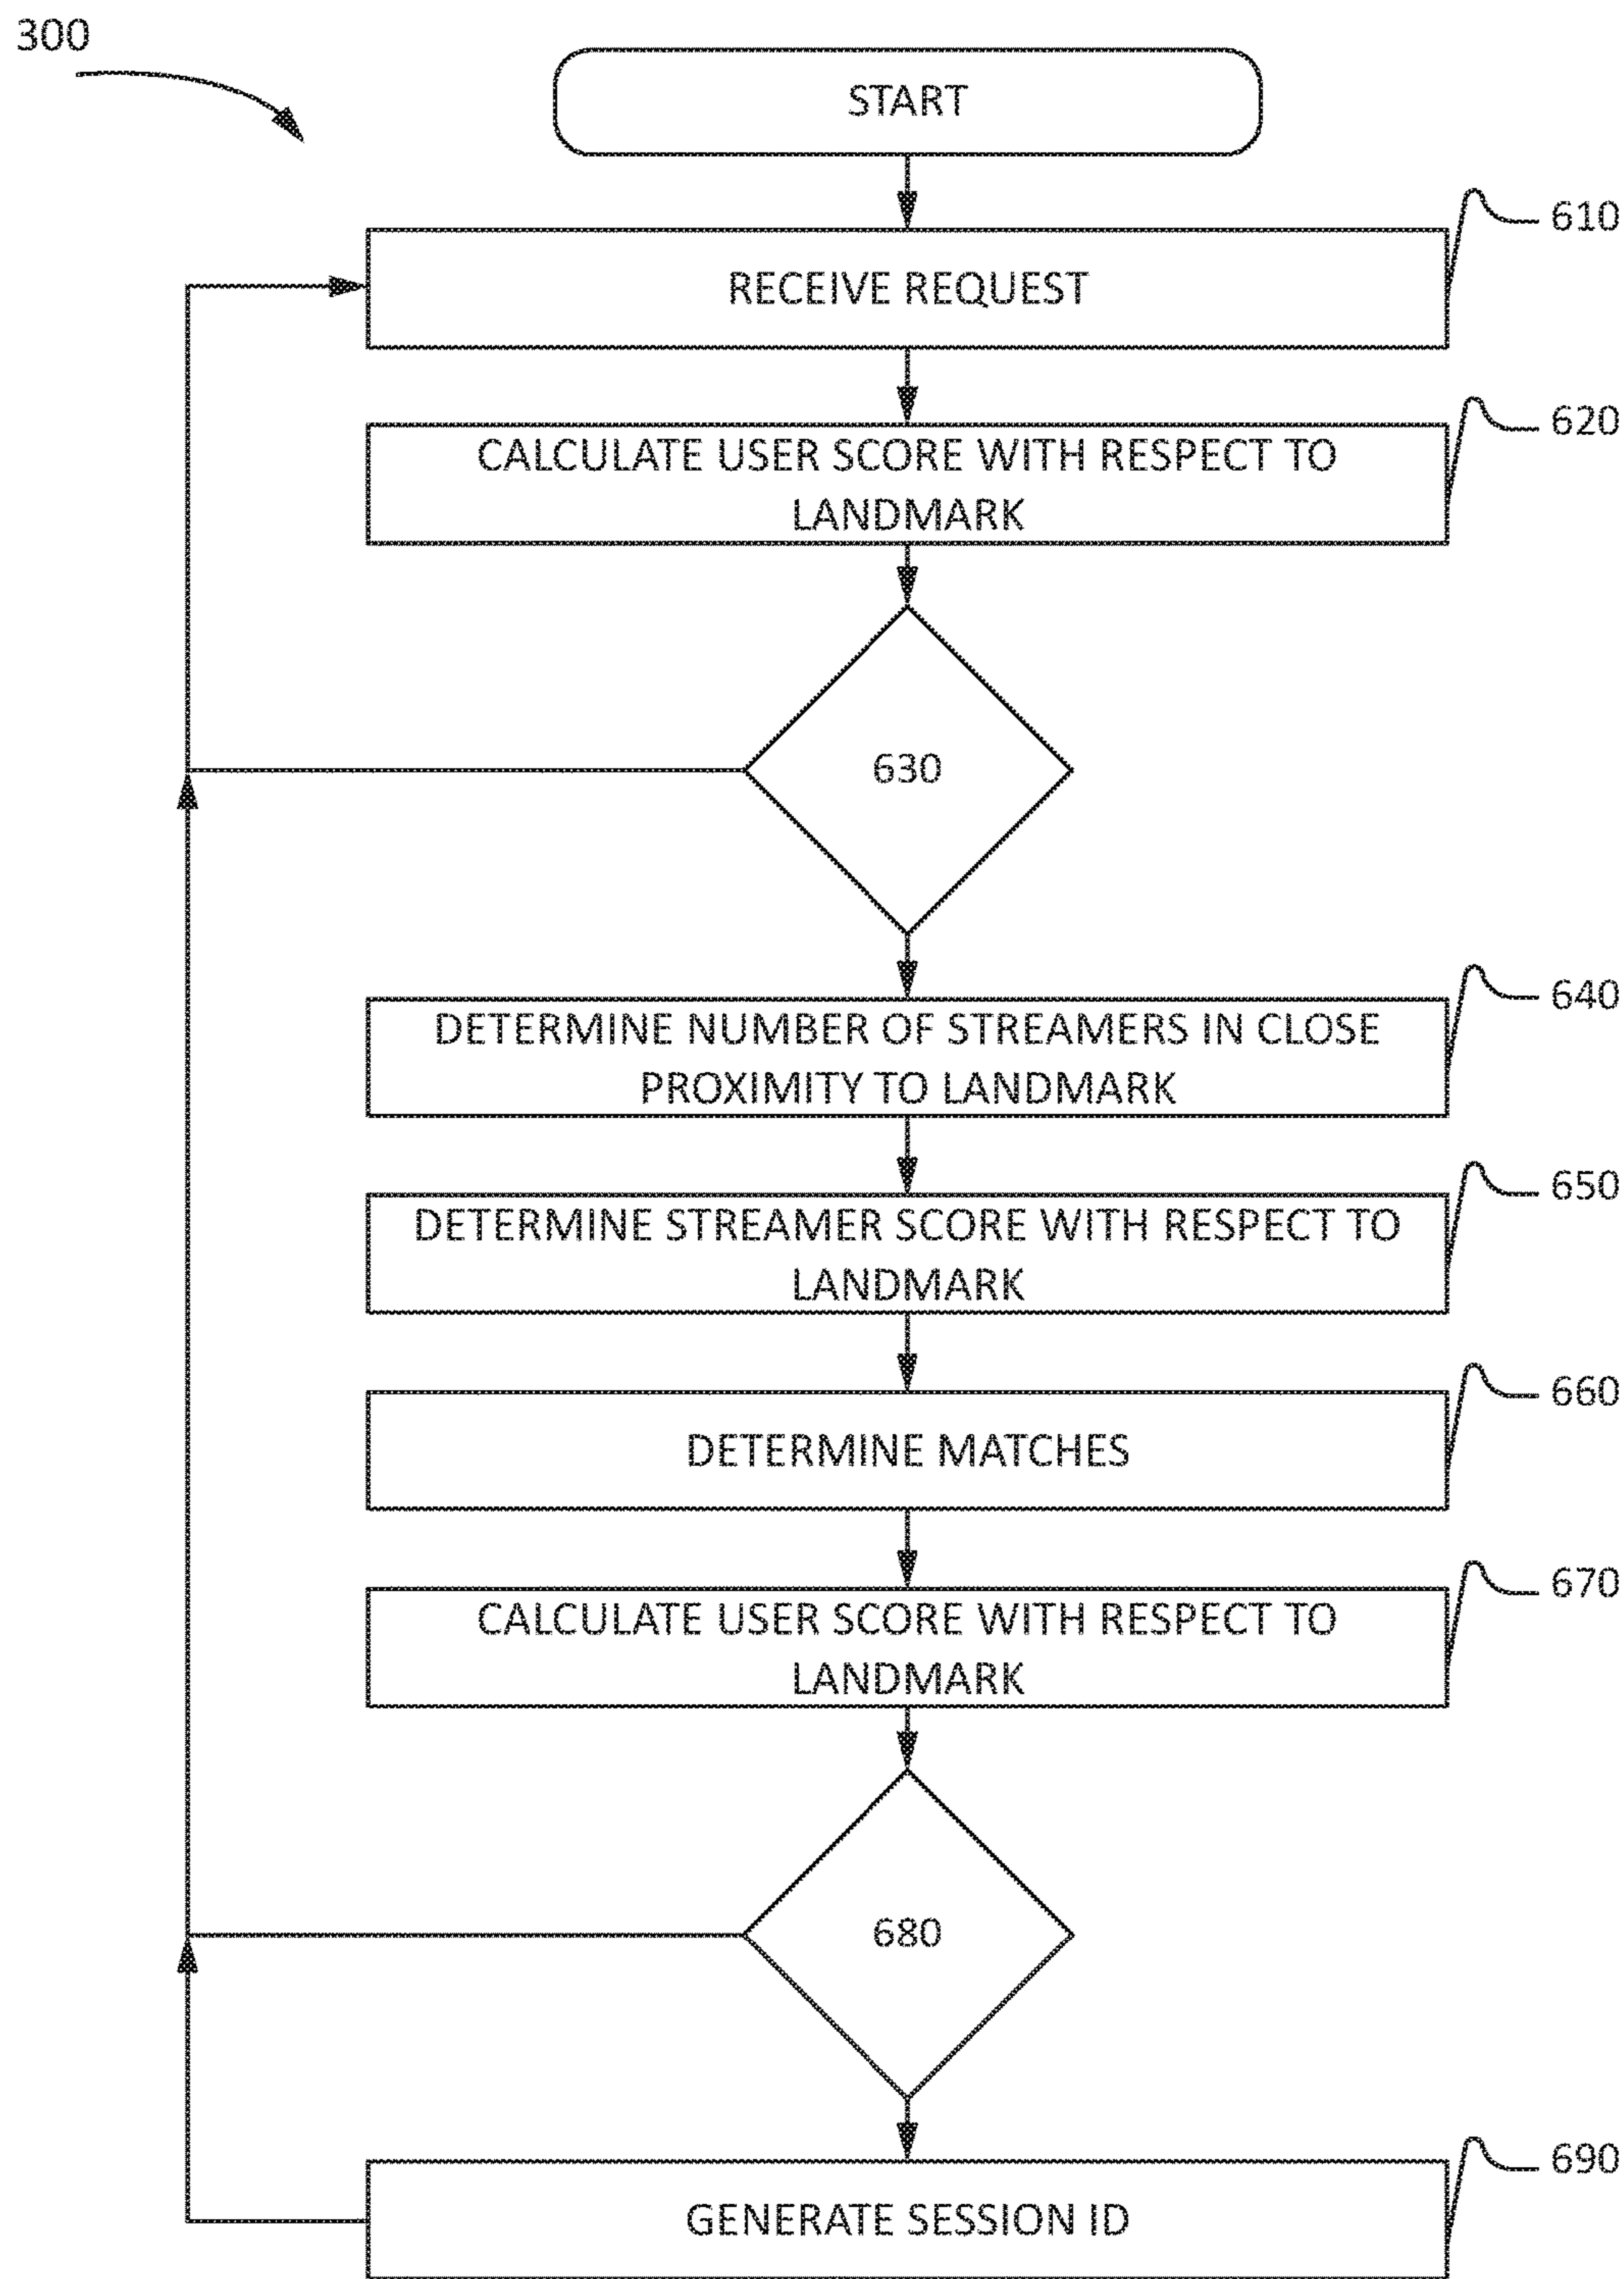 300
START
610
RECEIVE REQUEST
620
CALCULATE USER SCORE WITH RESPECT TO
LANDMARK
630
640
DETERMINE NUMBER OF STREAMERS IN CLOSE
PROXIMITY TO LANDMARK
650
DETERMINE STREAMER SCORE WITH RESPECT TO
LANDMARK
660
DETERMINE MATCHES
670
CALCULATE USER SCORE WITH RESPECT TO
LANDMARK
680
690
GENERATE SESSION ID